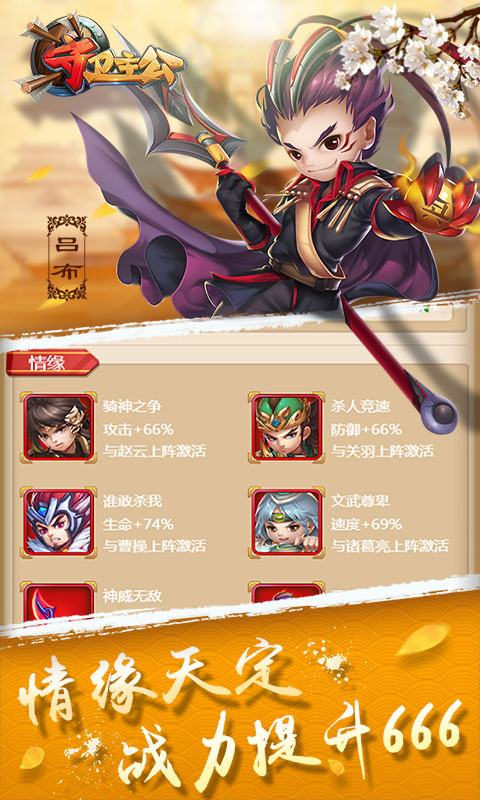 守卫主公
吕布
情缘
骑神之争
攻击+66%
与赵云上阵激活
杀人竞速
防御+66%
与关羽上阵激活
谁敢杀我
生命+74%
与曹操上阵激活
文武尊卑
速度+69%
与诸葛亮上阵激活
神威无敌
情缘天定
战力提升666